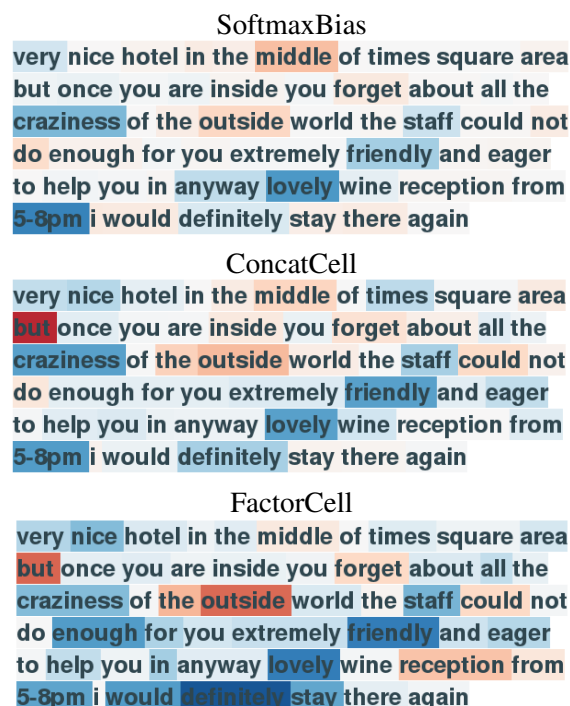 SoftmaxBias
very nice hotel in the middle of times square area
but once you are inside you forget about all the
craziness of the outside world the staff could not
do enough for you extremely friendly and eager
to help you in anyway lovely wine reception from
5-8pm i would definitely stay there again
ConcatCell
very nice hotel in the middle of times square area
but once you are inside you forget about all the
craziness of the outside world the staff could not
do enough for you extremely friendly and eager
to help you in anyway lovely wine reception from
5-8pm i would definitely stay there again
FactorCell
very nice hotel in the middle of times square area
but once you are inside you forget about all the
craziness of the outside world the staff could not
do enough for you extremely friendly and eager
to help you in anyway lovely wine reception from
5-8pm i would definitely stay there again